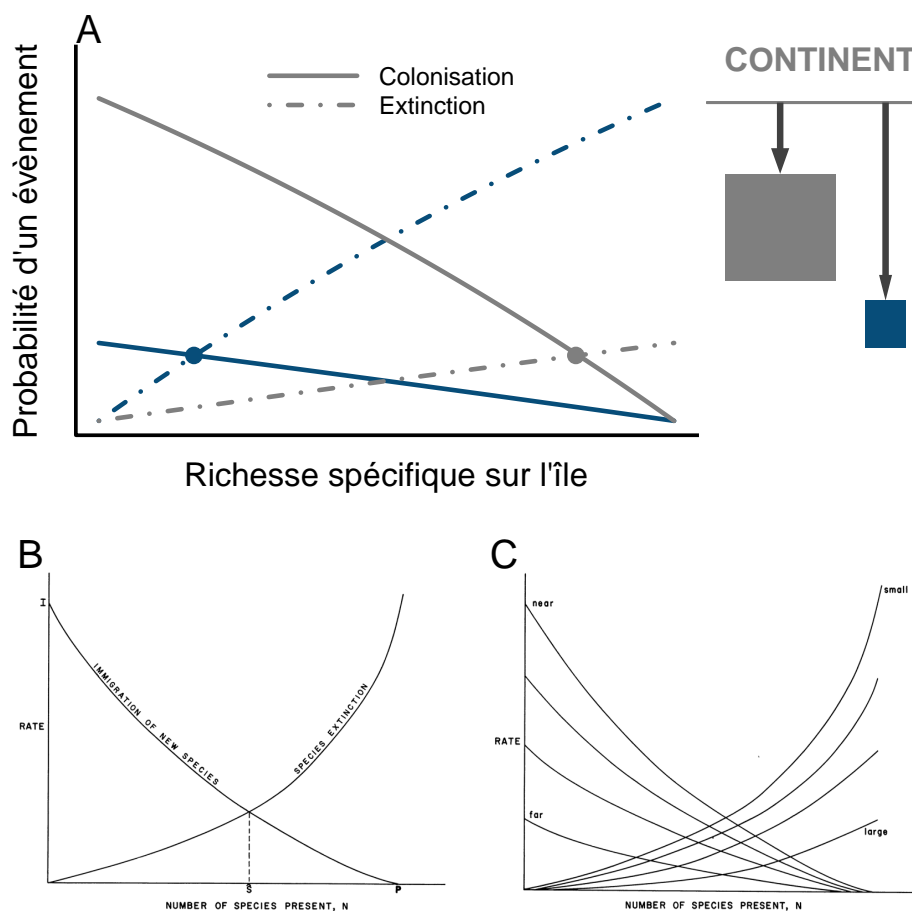 A
Probabilité d'un évènement
Colonisation
Extinction
CONTINENT
Richesse spécifique sur l'île
B
I
RATE
IMMIGRATION OF NEW SPECIES
SPECIES EXTINCTION
S
P
NUMBER OF SPECIES PRESENT, N
C
near
small
RATE
far
large
NUMBER OF SPECIES PRESENT, N